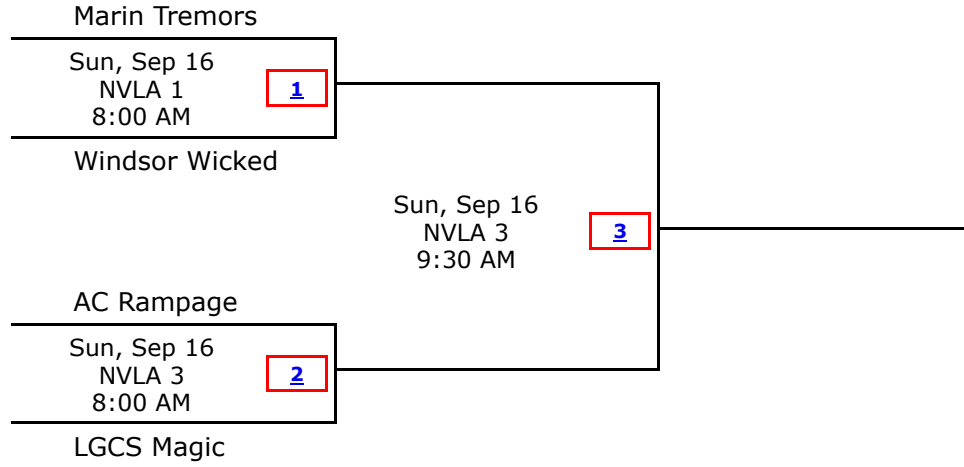 Marin Tremors
Sun, Sep 16
NVLA 1
8:00 AM
1
Windsor Wicked
Sun, Sep 16
NVLA 3
9:30 AM
3
AC Rampage
Sun, Sep 16
NVLA 3
8:00 AM
2
LGCS Magic